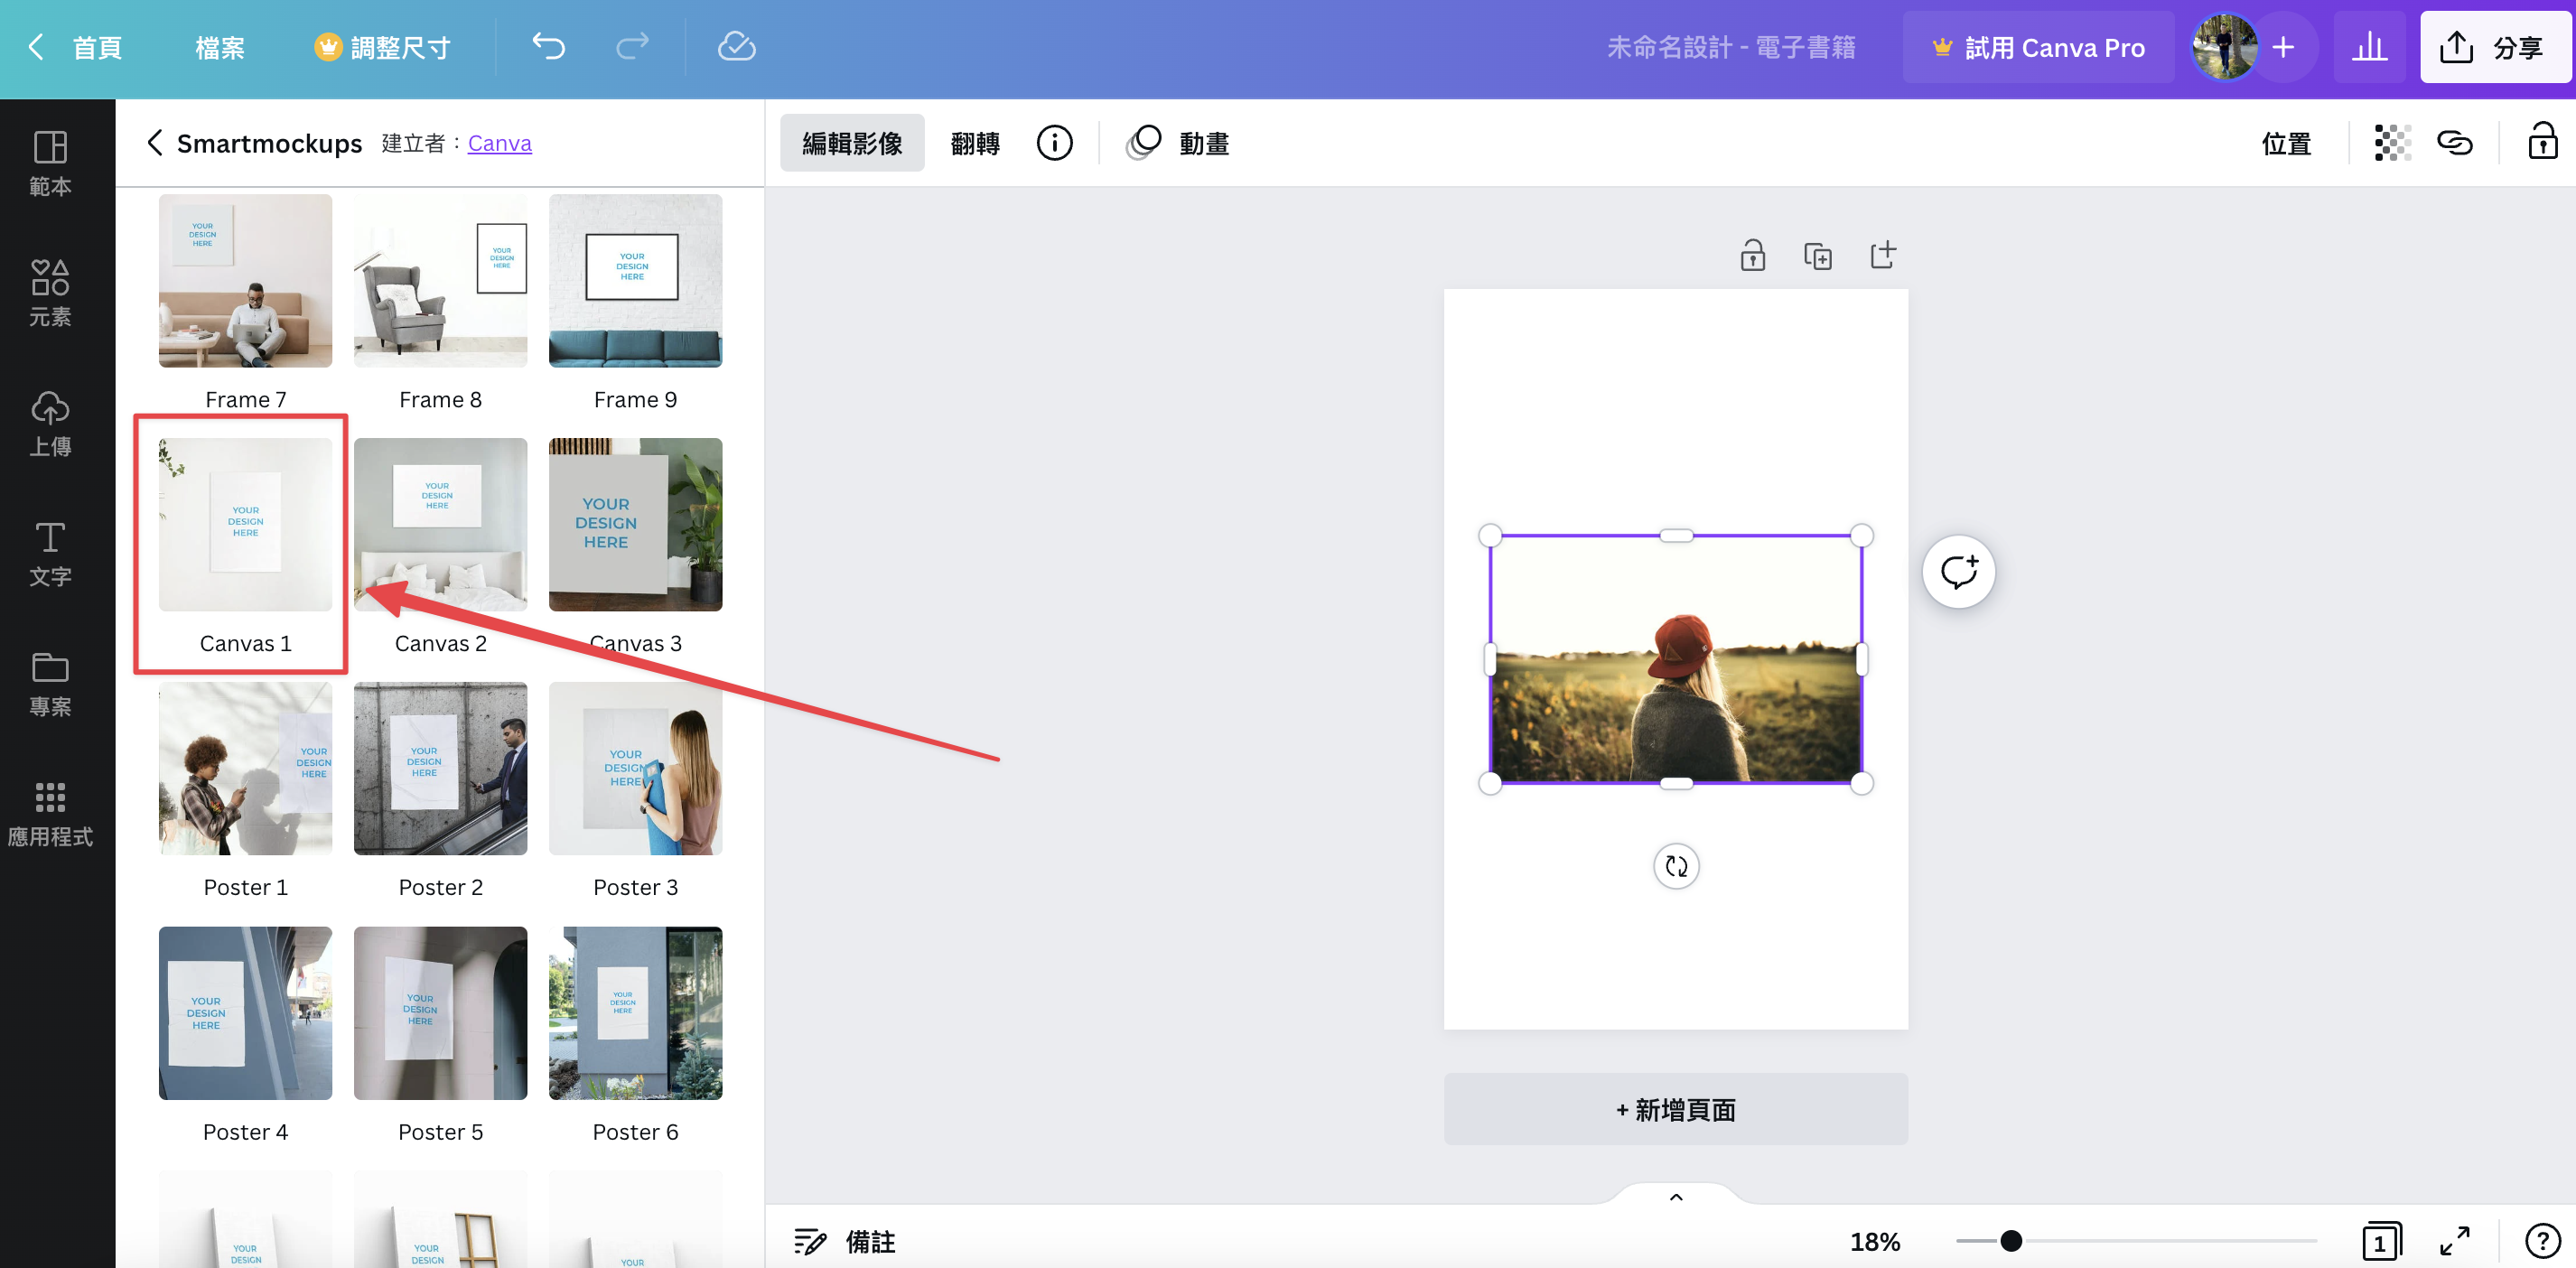 首頁
檔案
調整尺寸
未命名設計 - 電子書籍
試用 Canva Pro
分享
範本
元素
上傳
文字
專案
應用程式
Smartmockups 建立者：Canva
YOUR
DESIGN
HERE
YOUR
DESIGN
HERE
YOUR
DESIGN
HERE
Frame 7
Frame 8
Frame 9
YOUR
DESIGN
HERE
YOUR
DESIGN
HERE
YOUR
DESIGN
HERE
Canvas 1
Canvas 2
Canvas 3
YOUR
DESIGN
HERE
YOUR
DESIGN
HERE
YOUR
DESIGN
HERE
Poster 1
Poster 2
Poster 3
YOUR
DESIGN
HERE
YOUR
DESIGN
HERE
YOUR
DESIGN
HERE
Poster 4
Poster 5
Poster 6
YOUR
DESIGN
YOUR
DESIGN
YOUR
編輯影像
翻轉
動畫
位置
+ 新增頁面
備註
18%
1
?